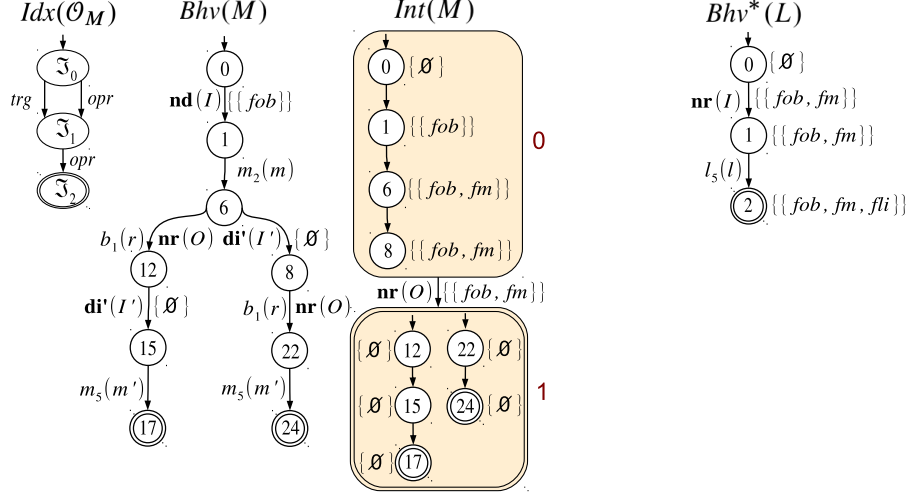 Idx(𝒪_M)
ℑ₀
trg opr
ℑ₁
opr
ℑ₂
Bhv(M)
0
nd(I) {{fob}}
1
m₂(m)
6
b₁(r) nr(O) di'(I') {∅}
12 8
di'(I') {∅} b₁(r) nr(O)
15 22
m₅(m') m₅(m')
17 24
Int(M)
0 {∅}
1 {{fob}}
6 {{fob, fm}}
8 {{fob, fm}}
0
nr(O) {{fob, fm}}
{∅} 12 22 {∅}
{∅} 15 24 {∅}
{∅} 17
1
Bhv*(L)
0 {∅}
nr(I) {{fob, fm}}
1 {{fob, fm}}
l₅(l)
2 {{fob, fm, fli}}